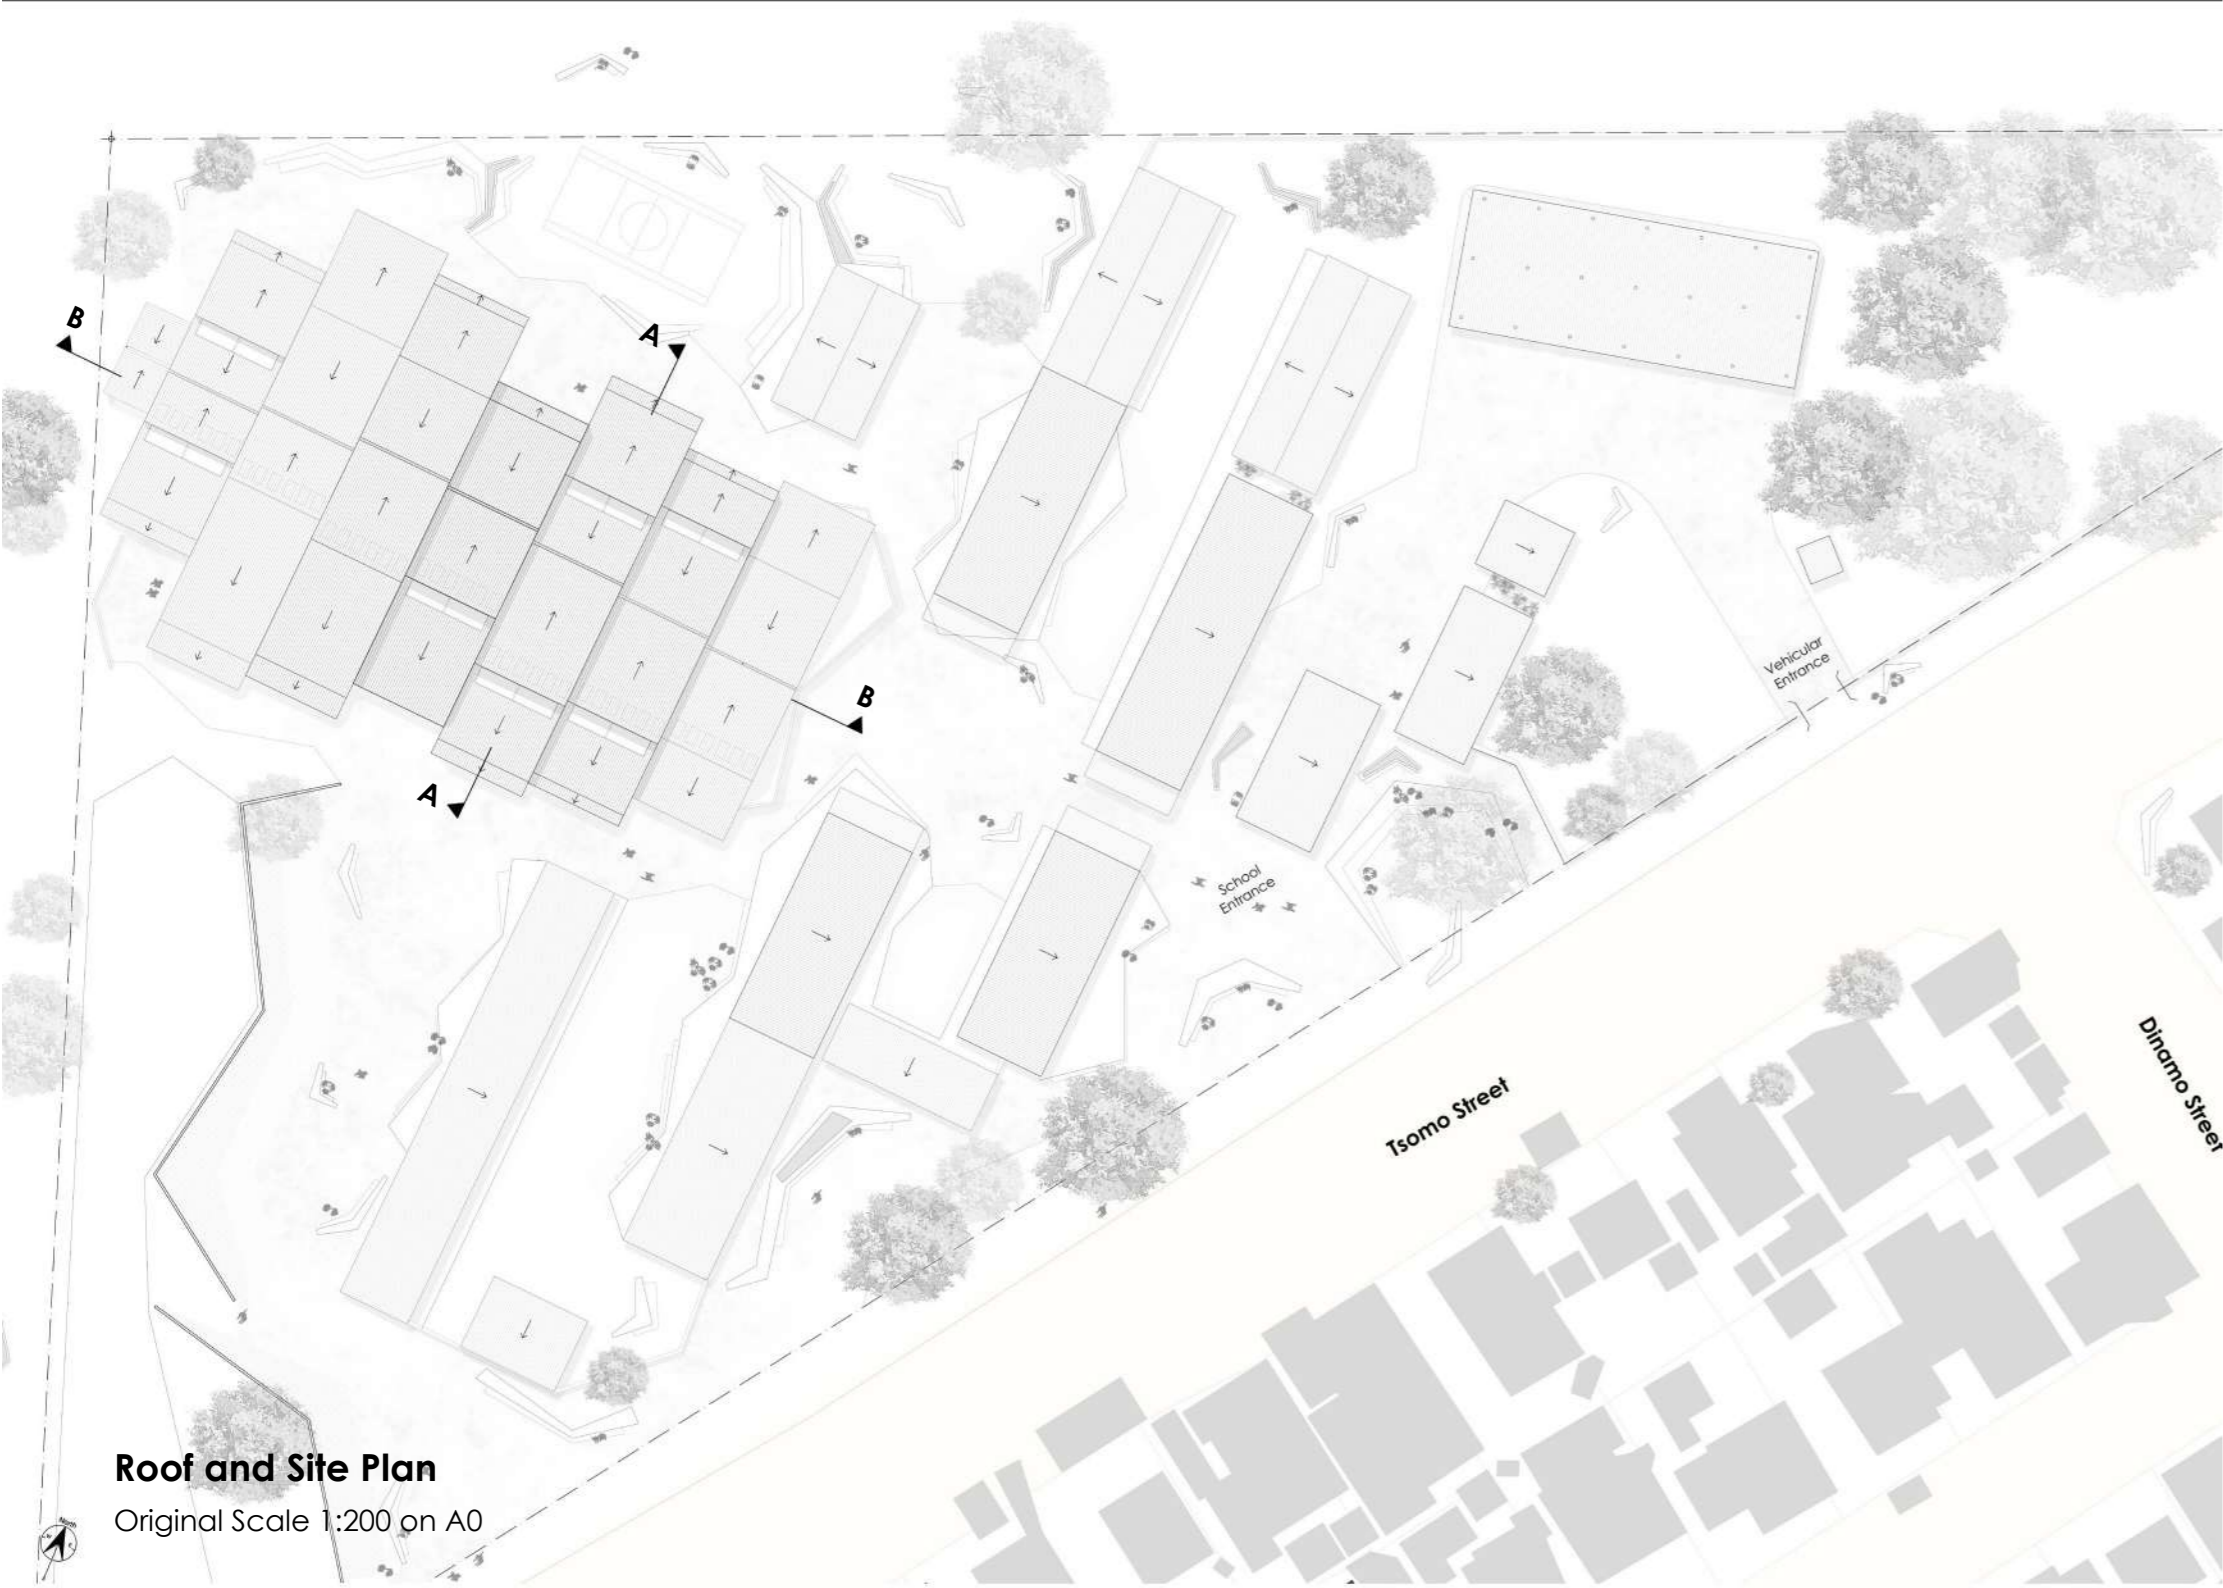 B
A
B
A
Vehicular
Entrance
School
Entrance
Tsomo Street
Dinamo Street
Roof and Site Plan
Original Scale 1:200 on A0
North